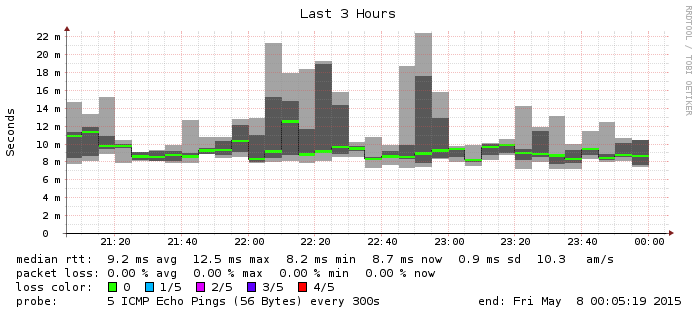 Last 3 Hours
RRDTOOL / TOBI OETIKER
Seconds
22 m
20 m
18 m
16 m
14 m
12 m
10 m
8 m
6 m
4 m
2 m
0
21:20 21:40 22:00 22:20 22:40 23:00 23:20 23:40 00:00
median rtt: 9.2 ms avg 12.5 ms max 8.2 ms min 8.7 ms now 0.9 ms sd 10.3 am/s
packet loss: 0.00 % avg 0.00 % max 0.00 % min 0.00 % now
loss color: 0 1/5 2/5 3/5 4/5
probe: 5 ICMP Echo Pings (56 Bytes) every 300s end: Fri May 8 00:05:19 2015